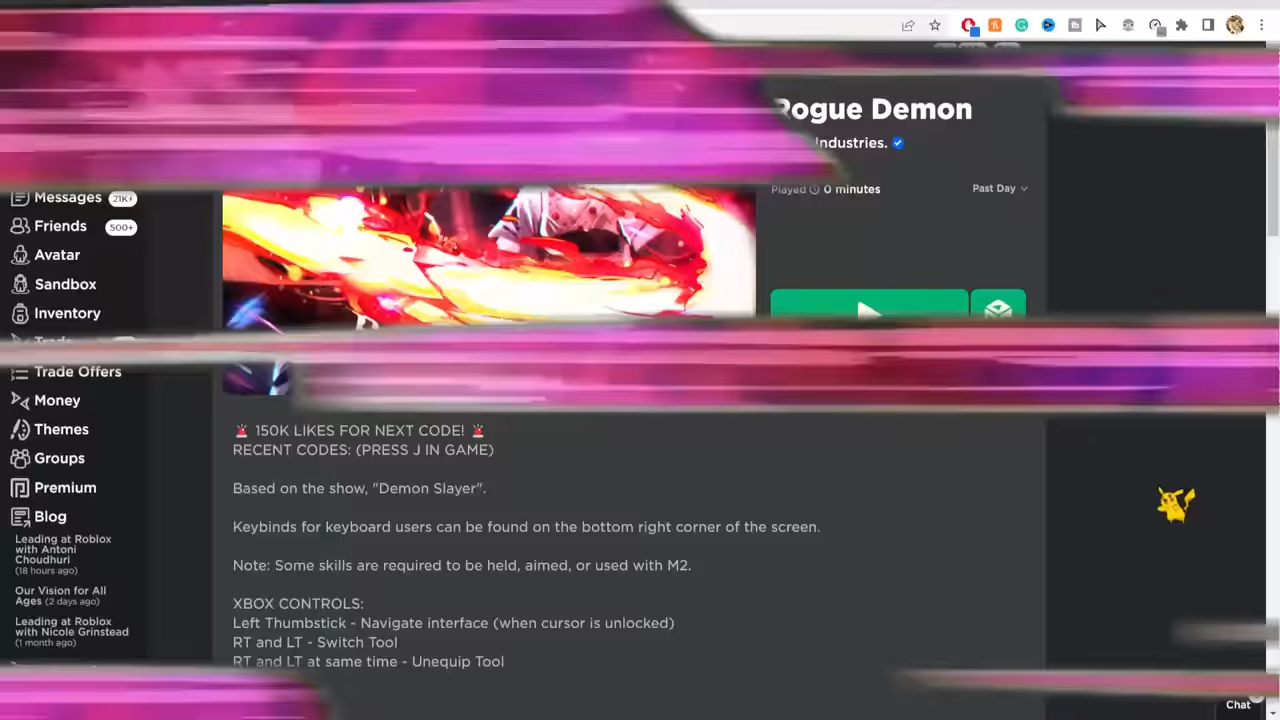 Rogue Demon
Industries.
Played 0 minutes
Past Day
Messages 21K+
Friends 500+
Avatar
Sandbox
Inventory
Trade Offers
Money
Themes
Groups
Premium
Blog
Leading at Roblox
with Antoni
Choudhuri
(18 hours ago)
Our Vision for All
Ages (2 days ago)
Leading at Roblox
with Nicole Grinstead
(1 month ago)
150K LIKES FOR NEXT CODE!
RECENT CODES: (PRESS J IN GAME)
Based on the show, "Demon Slayer".
Keybinds for keyboard users can be found on the bottom right corner of the screen.
Note: Some skills are required to be held, aimed, or used with M2.
XBOX CONTROLS:
Left Thumbstick - Navigate interface (when cursor is unlocked)
RT and LT - Switch Tool
RT and LT at same time - Unequip Tool
Chat